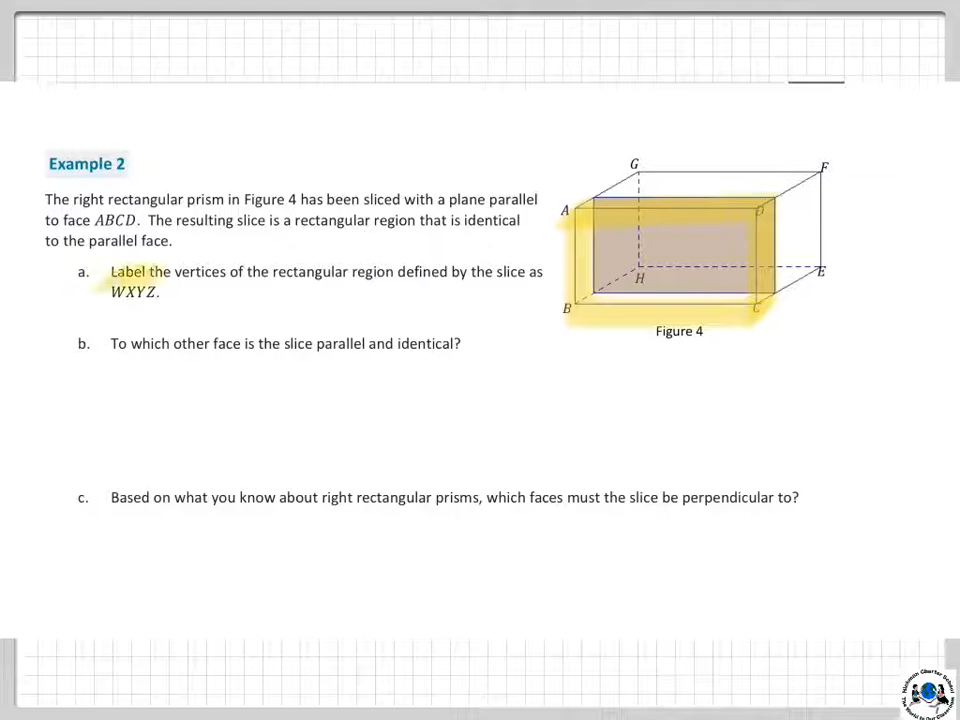 Example 2
The right rectangular prism in Figure 4 has been sliced with a plane parallel
to face ABCD. The resulting slice is a rectangular region that is identical
to the parallel face.
a. Label the vertices of the rectangular region defined by the slice as
WXYZ.
b. To which other face is the slice parallel and identical?
c. Based on what you know about right rectangular prisms, which faces must the slice be perpendicular to?
G F
A D
H E
B C
Figure 4
Hickman Charter School